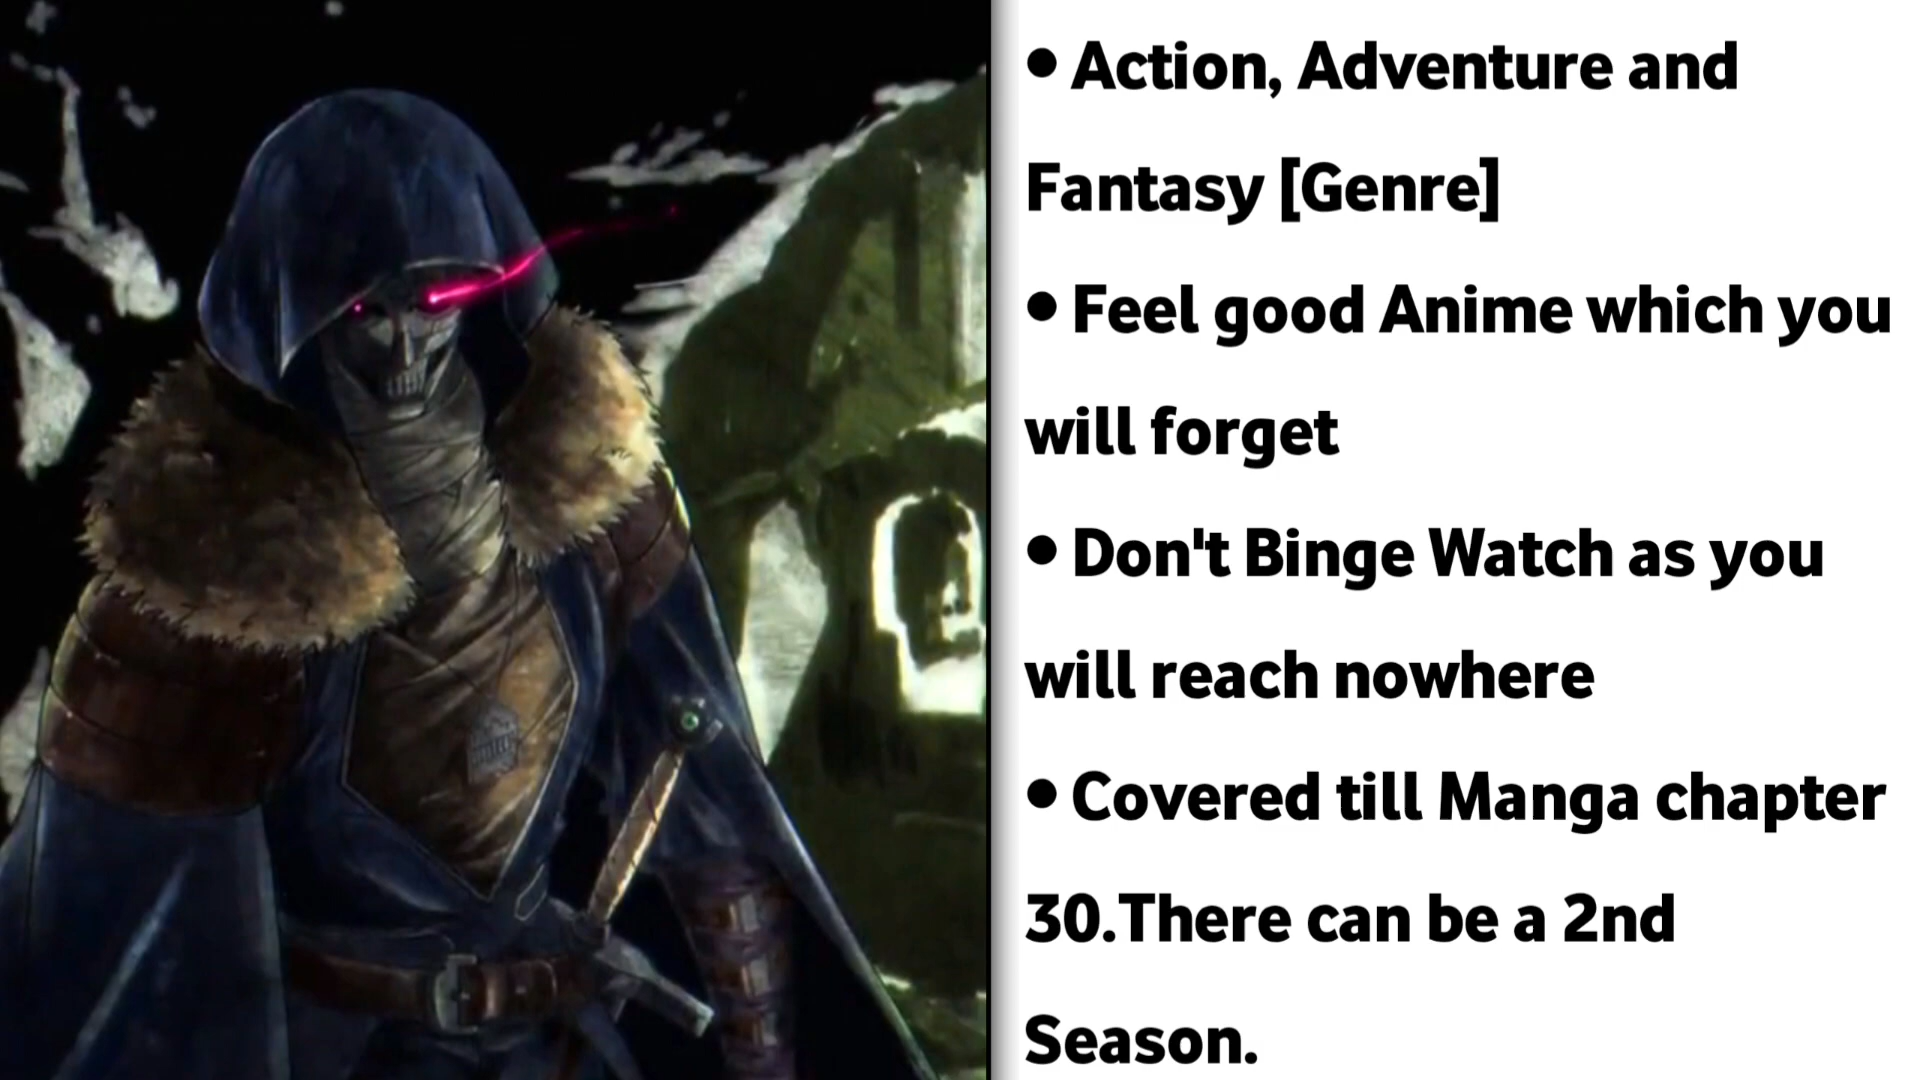 • Action, Adventure and
Fantasy [Genre]
• Feel good Anime which you
will forget
• Don't Binge Watch as you
will reach nowhere
• Covered till Manga chapter
30.There can be a 2nd
Season.